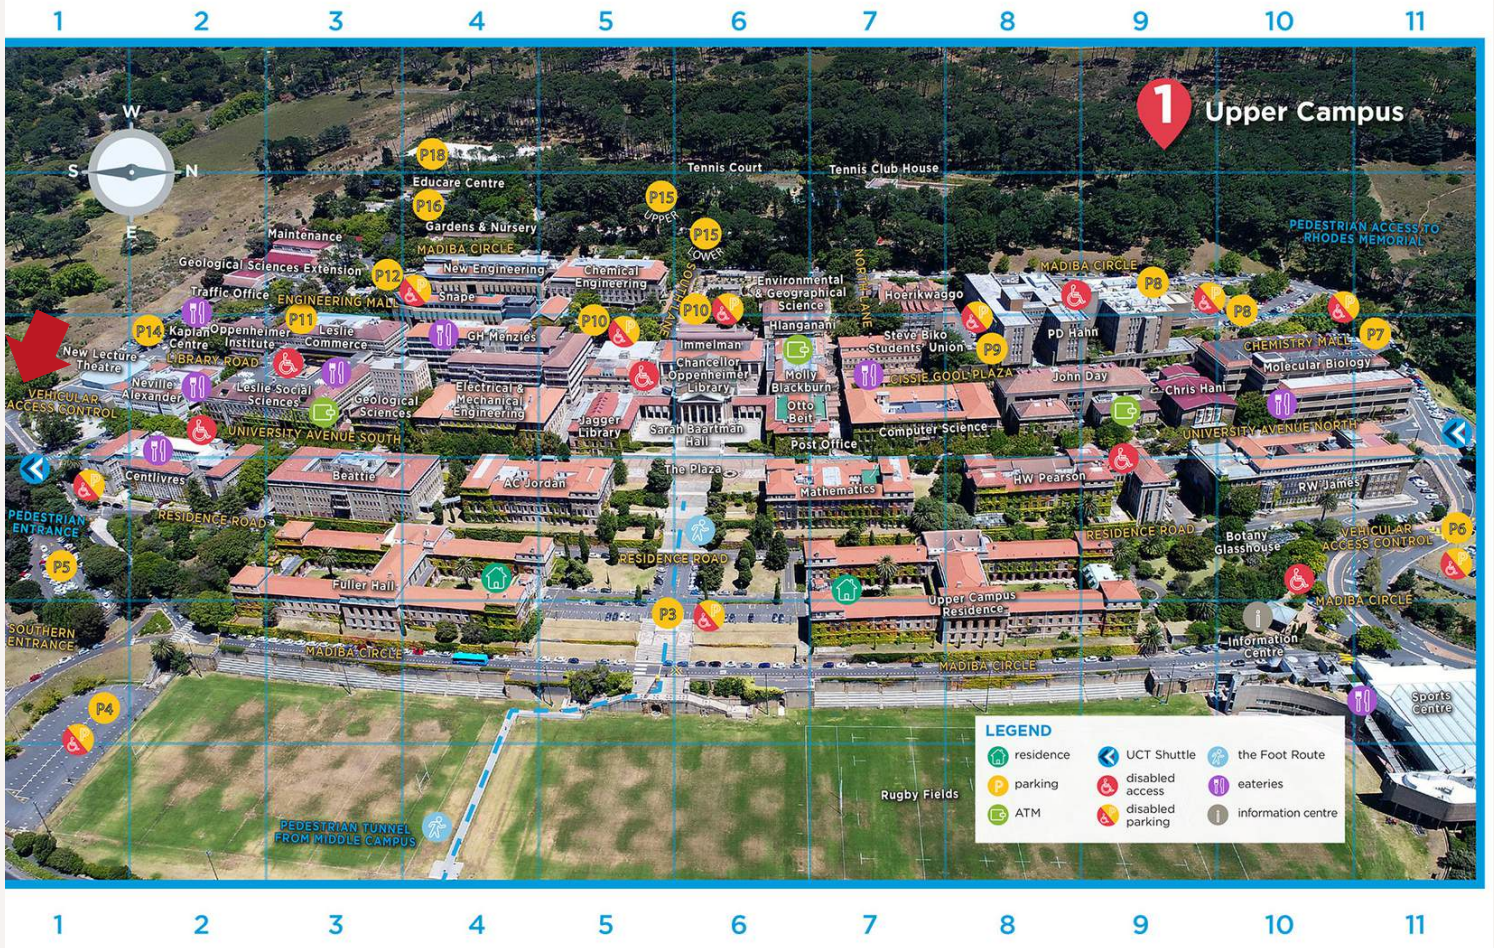 1 2 3 4 5 6 7 8 9 10 11
1
Upper Campus
W
S
N
E
P18
Tennis Court
Tennis Club House
Educare Centre
P16
P15
UPPER
Gardens & Nursery
P15
LOWER
PEDESTRIAN ACCESS TO
RHODES MEMORIAL
Maintenance
MADIBA CIRCLE
Geological Sciences Extension
P12
New Engineering
Chemical
Engineering
SOUTH LANE
NORTH LANE
Environmental
& Geographical
Science
MADIBA CIRCLE
P8
Traffic Office
ENGINEERING MALL
Snape
P
Hoerikwaggo
P
P8
P
P14
Kaplan
Centre
Oppenheimer
Institute
P11
Leslie
Commerce
GH Menzies
P10
P
P10
P
Hlanganani
Steve Biko
Students' Union
P9
PD Hahn
CHEMISTRY MALL
P7
New Lecture
Theatre
LIBRARY ROAD
Immelman
Chancellor
Oppenheimer
Library
Molly
Blackburn
CISSIE GOOL PLAZA
John Day
Molecular Biology
Neville
Alexander
Leslie Social
Sciences
Geological
Sciences
Electrical &
Mechanical
Engineering
Chris Hani
VEHICULAR
ACCESS CONTROL
Jagger
Library
Sarah Baartman
Hall
Otto
Beit
Post Office
Computer Science
UNIVERSITY AVENUE SOUTH
UNIVERSITY AVENUE NORTH
P
Centlivres
Beattie
AC Jordan
The Plaza
Mathematics
HW Pearson
RW James
PEDESTRIAN
ENTRANCE
RESIDENCE ROAD
RESIDENCE ROAD
RESIDENCE ROAD
Botany
Glasshouse
VEHICULAR
ACCESS CONTROL
P6
P
P5
Fuller Hall
Upper Campus
Residence
MADIBA CIRCLE
P3
P
SOUTHERN
ENTRANCE
MADIBA CIRCLE
MADIBA CIRCLE
i
Information
Centre
P4
P
Sports
Centre
Rugby Fields
PEDESTRIAN TUNNEL
FROM MIDDLE CAMPUS
LEGEND
residence
UCT Shuttle
the Foot Route
P
parking
disabled
access
eateries
ATM
P
disabled
parking
i
information centre
1 2 3 4 5 6 7 8 9 10 11